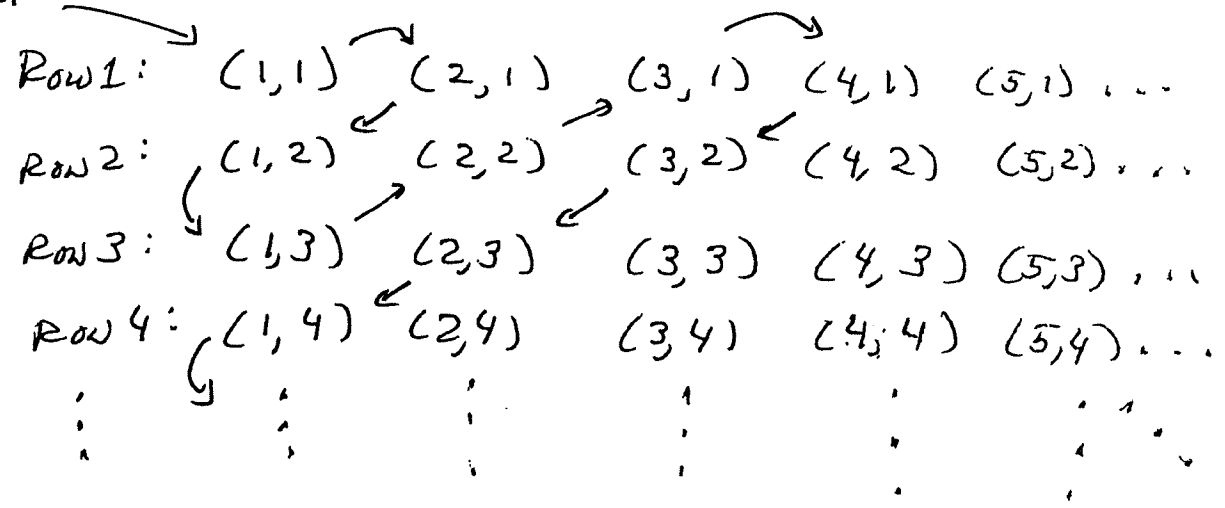 Row 1: (1,1) (2,1) (3,1) (4,1) (5,1) ...
Row 2: (1,2) (2,2) (3,2) (4,2) (5,2) ...
Row 3: (1,3) (2,3) (3,3) (4,3) (5,3) ...
Row 4: (1,4) (2,4) (3,4) (4,4) (5,4) ...